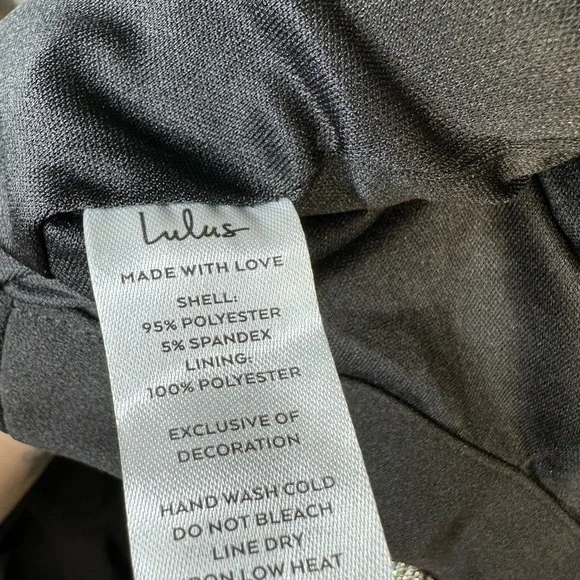 Lulus
MADE WITH LOVE
SHELL:
95% POLYESTER
5% SPANDEX
LINING:
100% POLYESTER
EXCLUSIVE OF
DECORATION
HAND WASH COLD
DO NOT BLEACH
LINE DRY
IRON LOW HEAT